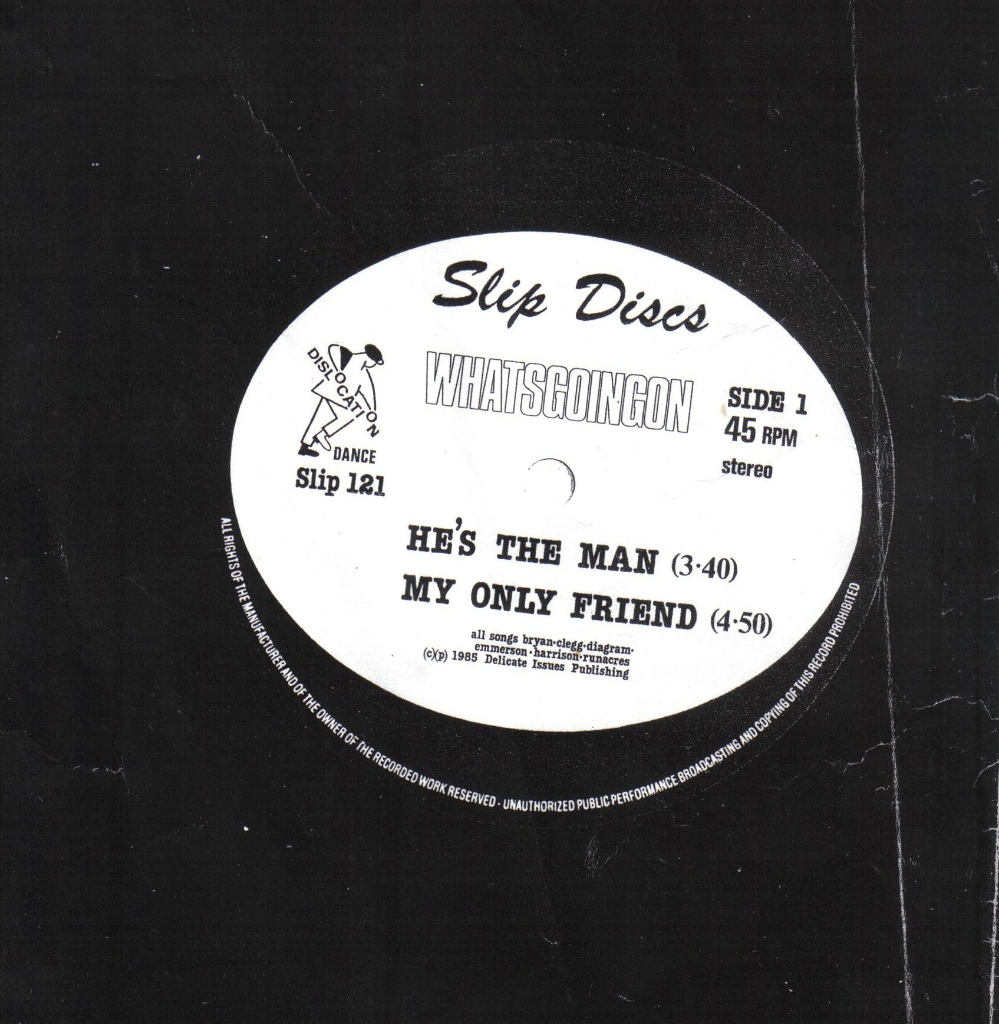 Slip Discs
WHATSGOINGON
DISLOCATION
DANCE
Slip 121
SIDE 1
45 RPM
stereo
HE'S THE MAN (3·40)
MY ONLY FRIEND (4·50)
all songs bryan·clegg·diagram·
emmerson·harrison·runacres
(c)(p) 1985 Delicate Issues Publishing
ALL RIGHTS OF THE MANUFACTURER AND OF THE OWNER OF THE RECORDED WORK RESERVED - UNAUTHORIZED PUBLIC PERFORMANCE BROADCASTING AND COPYING OF THIS RECORD PROHIBITED